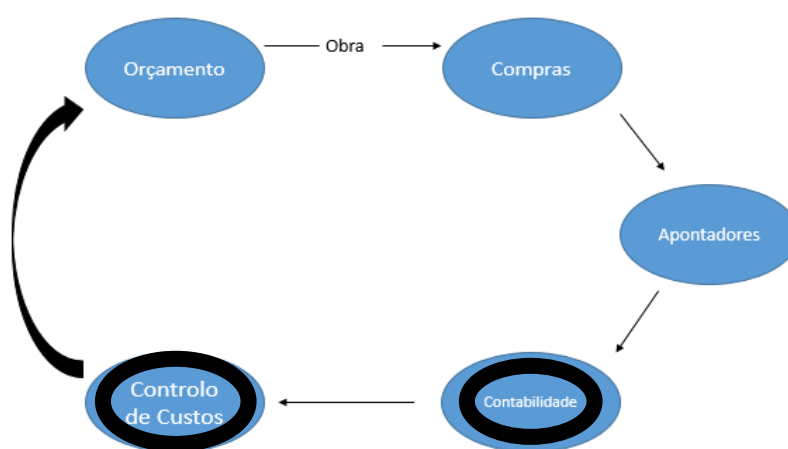 Orçamento
Obra
Compras
Apontadores
Contabilidade
Controlo
de Custos